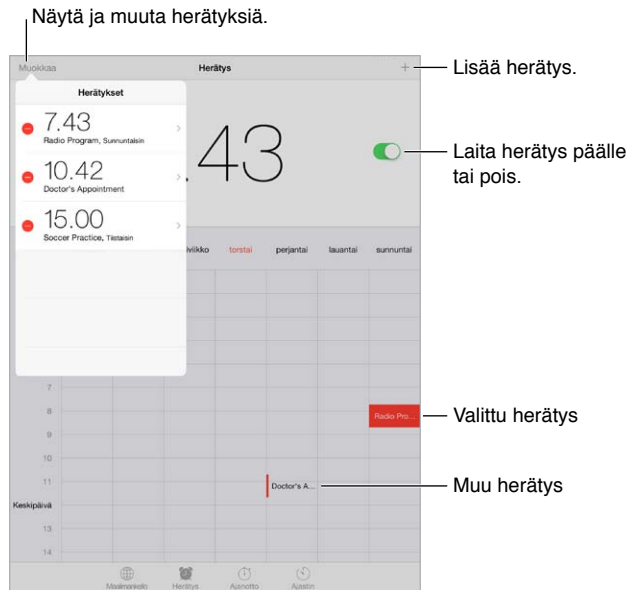 Näytä ja muuta herätyksiä.
Muokkaa
Herätys
+
Lisää herätys.
Herätykset
7.43
Radio Program, Sunnuntaisin
10.42
Doctor's Appointment
15.00
Soccer Practice, Tiistaisin
.43
Laita herätys päälle
tai pois.
iviikko torstai perjantai lauantai sunnuntai
7
8
Radio Pro...
Valittu herätys
9
10
11
Doctor's A...
Muu herätys
Keskipäivä
13
14
Maailmankello Herätys Ajanotto Ajastin